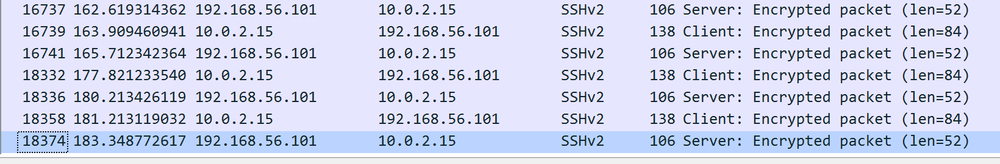 16737 162.619314362 192.168.56.101 10.0.2.15 SSHv2 106 Server: Encrypted packet (len=52)
16739 163.909460941 10.0.2.15 192.168.56.101 SSHv2 138 Client: Encrypted packet (len=84)
16741 165.712342364 192.168.56.101 10.0.2.15 SSHv2 106 Server: Encrypted packet (len=52)
18332 177.821233540 10.0.2.15 192.168.56.101 SSHv2 138 Client: Encrypted packet (len=84)
18336 180.213426119 192.168.56.101 10.0.2.15 SSHv2 106 Server: Encrypted packet (len=52)
18358 181.213119032 10.0.2.15 192.168.56.101 SSHv2 138 Client: Encrypted packet (len=84)
18374 183.348772617 192.168.56.101 10.0.2.15 SSHv2 106 Server: Encrypted packet (len=52)